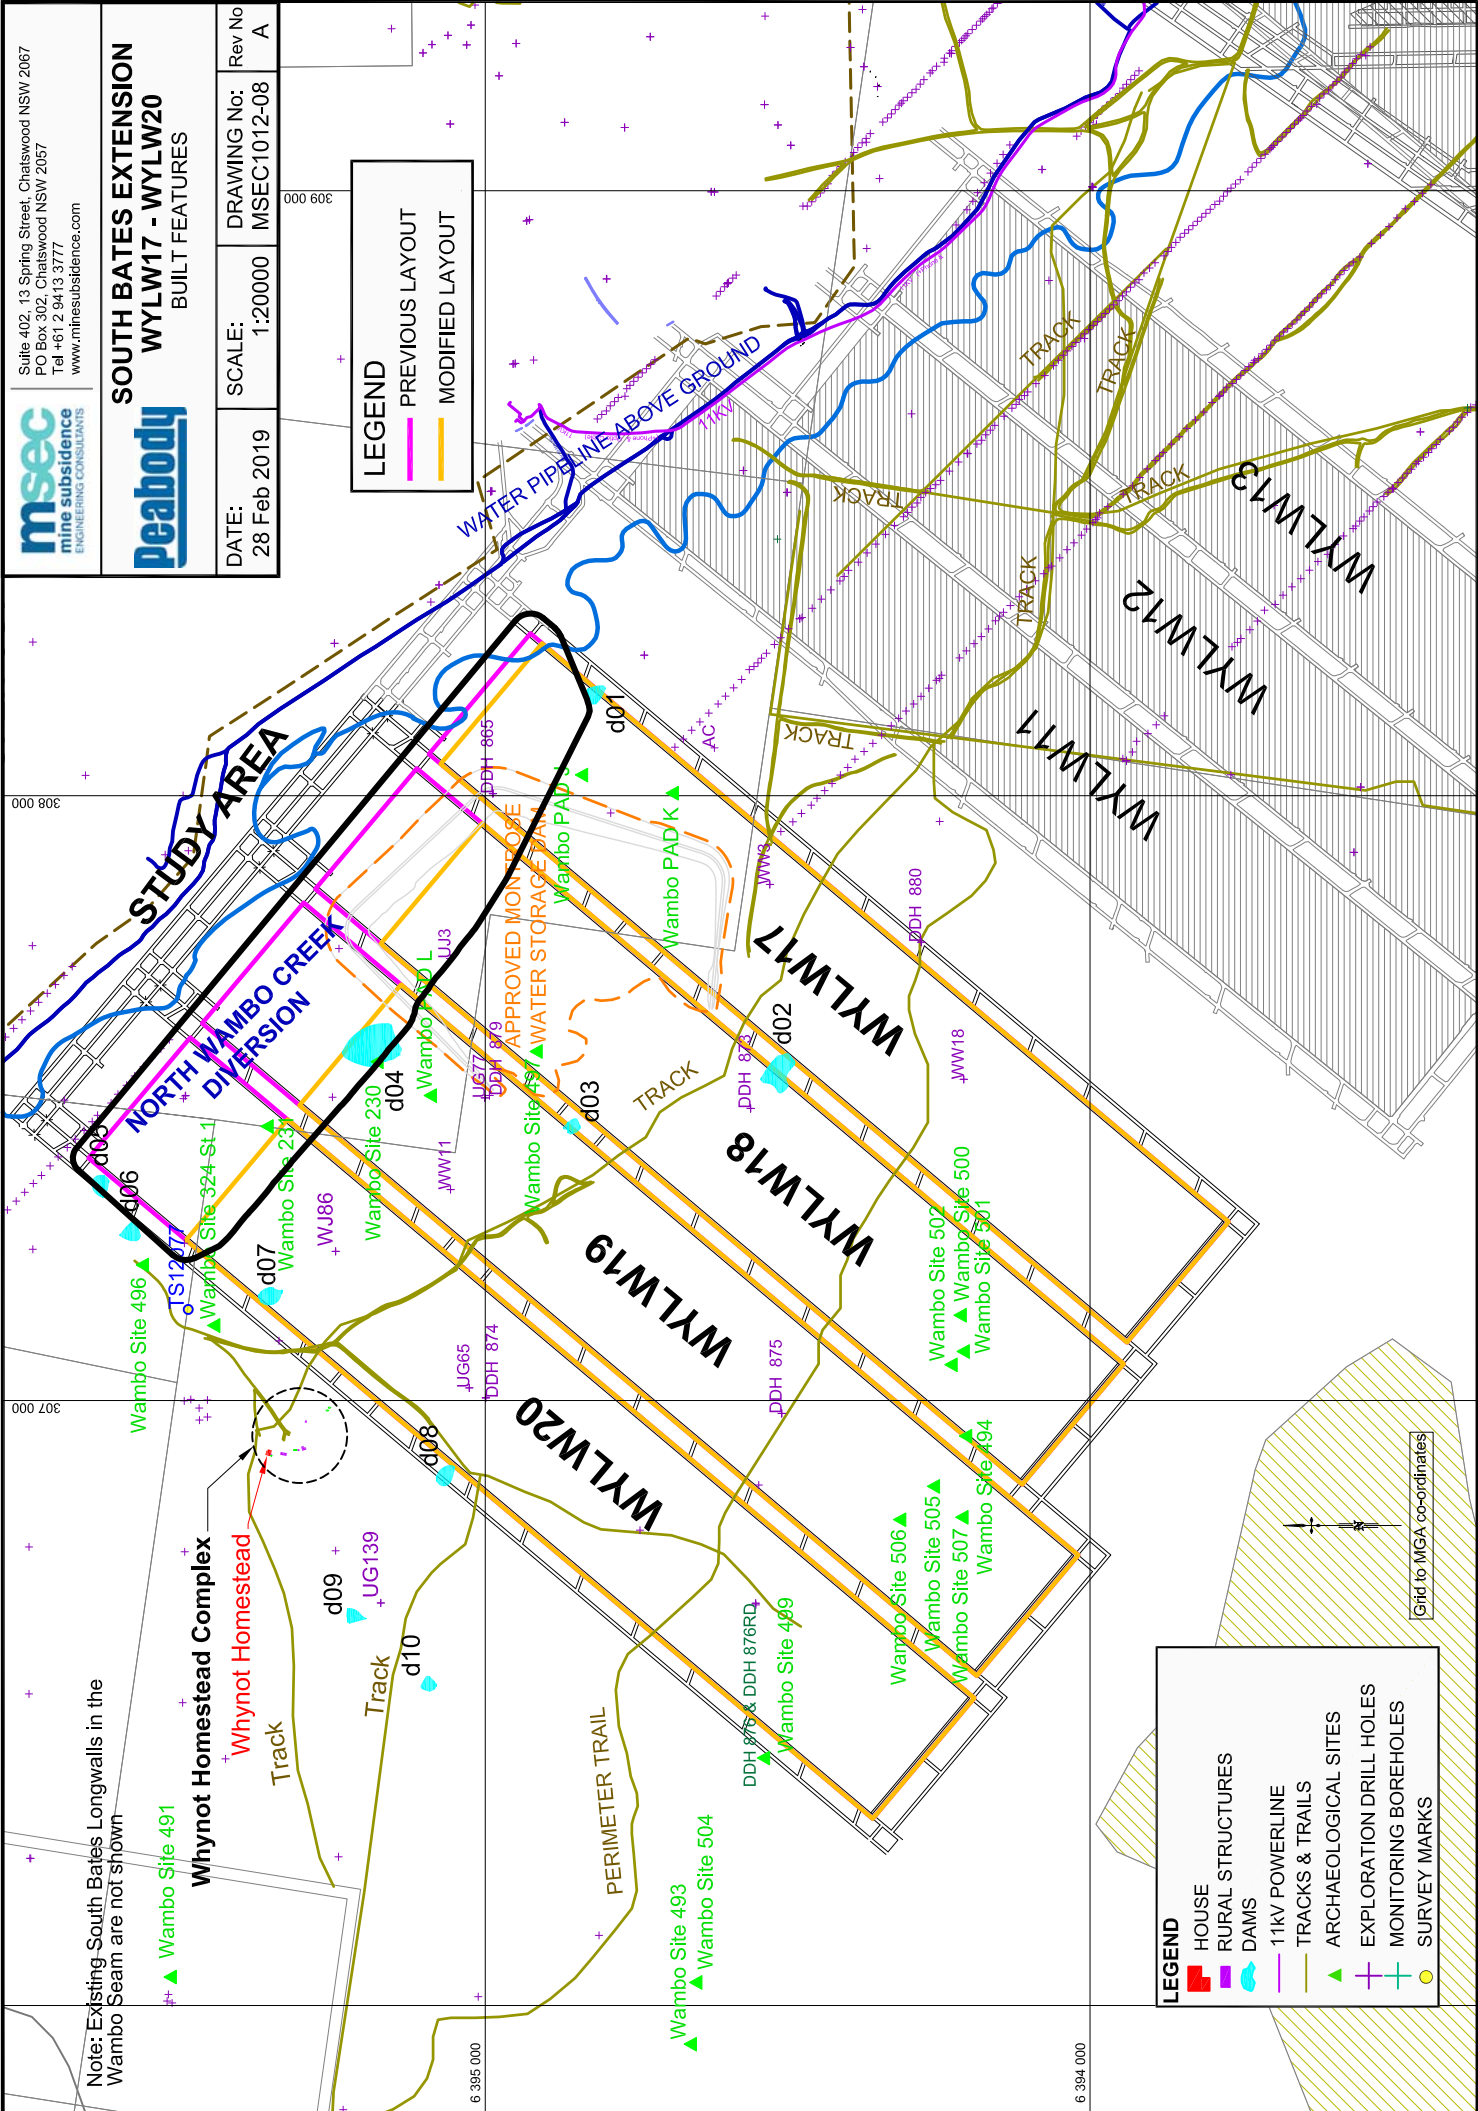 Suite 402, 13 Spring Street, Chatswood NSW 2067
PO Box 302, Chatswood NSW 2057
Tel +61 2 9413 3777
www.minesubsidence.com
msec
mine subsidence
ENGINEERING CONSULTANTS
Peabody
SOUTH BATES EXTENSION
WYLW17 - WYLW20
BUILT FEATURES
DATE:
28 Feb 2019
SCALE:
1:20000
DRAWING No:
MSEC1012-08
Rev No
A
LEGEND
PREVIOUS LAYOUT
MODIFIED LAYOUT
309 000
308 000
307 000
6 395 000
6 394 000
Note: Existing South Bates Longwalls in the
Wambo Seam are not shown
STUDY AREA
NORTH WAMBO CREEK
DIVERSION
WATER PIPELINE ABOVE GROUND
11KV
APPROVED MONTROSE
WATER STORAGE DAM
Whynot Homestead Complex
Whynot Homestead
Track
Track
PERIMETER TRAIL
TRACK
TRACK
TRACK
TRACK
TRACK
TRACK
TRACK
WYLW11
WYLW12
WYLW13
WYLW17
WYLW18
WYLW19
WYLW20
d01
d02
d03
d04
d05
d06
d07
d08
d09
d10
TS12077
Wambo Site 496
Wambo Site 324 St 1
Wambo Site 231
Wambo Site 230
Wambo PAD L
Wambo PAD J
Wambo PAD K
Wambo Site 497
Wambo Site 491
Wambo Site 493
Wambo Site 504
Wambo Site 499
Wambo Site 506
Wambo Site 505
Wambo Site 507
Wambo Site 494
Wambo Site 502
Wambo Site 500
Wambo Site 501
DDH 865
DDH 879
DDH 873
DDH 880
DDH 874
DDH 875
DDH 876 & DDH 876RD
UJ3
UG77
WW11
WJ86
UG65
UG139
WW3
WW18
AC
LEGEND
HOUSE
RURAL STRUCTURES
DAMS
11kV POWERLINE
TRACKS & TRAILS
ARCHAEOLOGICAL SITES
EXPLORATION DRILL HOLES
MONITORING BOREHOLES
SURVEY MARKS
N
Grid to MGA co-ordinates